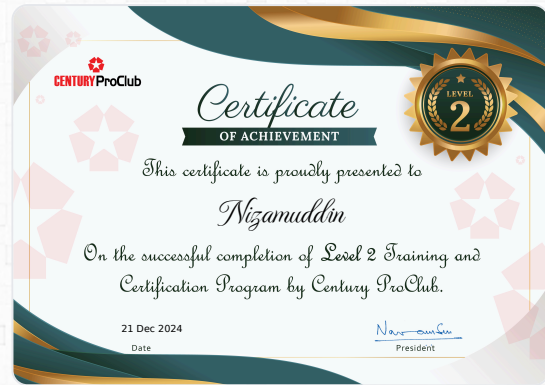 CENTURY ProClub
LEVEL
2
Certificate
OF ACHIEVEMENT
This certificate is proudly presented to
Nizamuddin
On the successful completion of Level 2 Training and
Certification Program by Century ProClub.
21 Dec 2024
Date
President